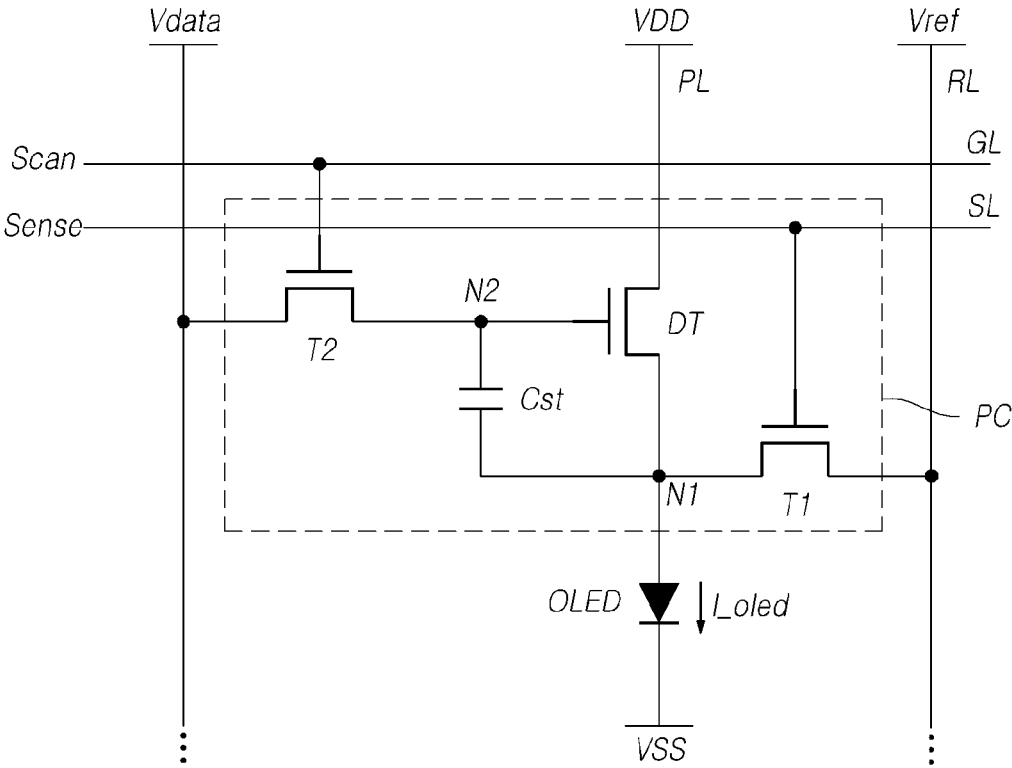 Vdata
VDD
Vref
PL
RL
Scan
GL
Sense
SL
N2
DT
T2
Cst
PC
N1
T1
OLED
I_oled
VSS